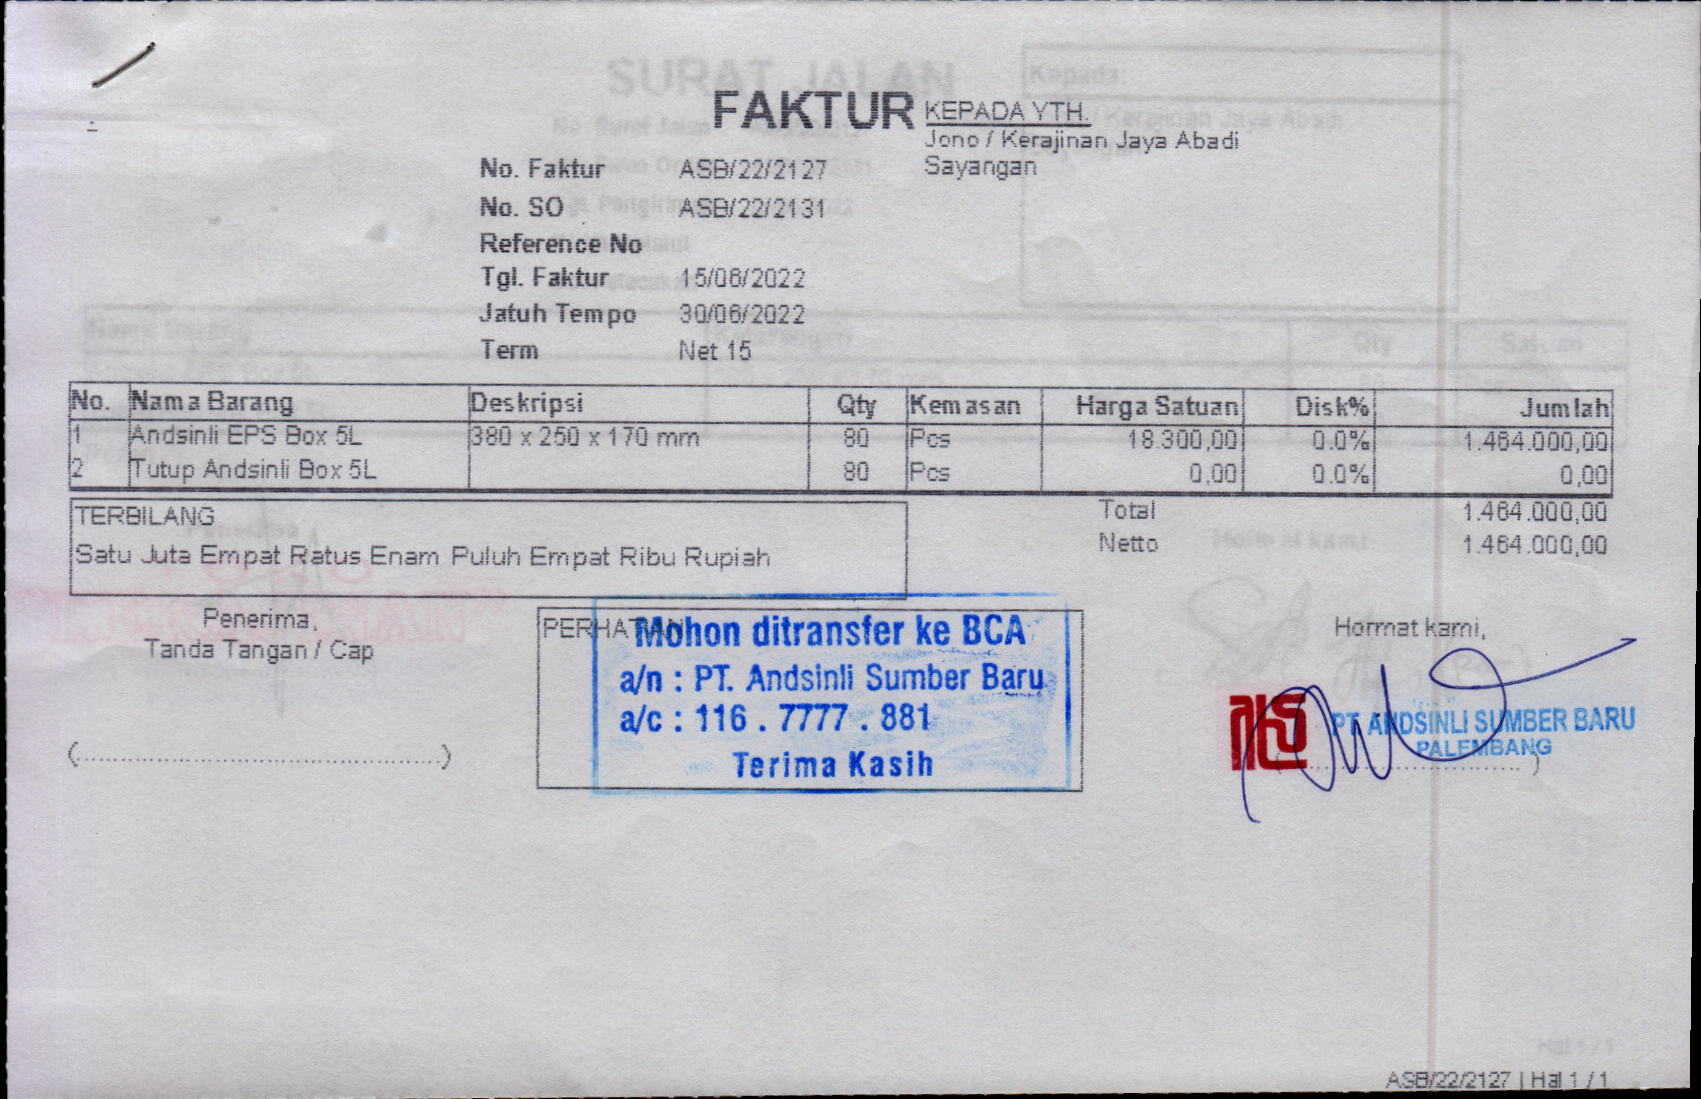 FAKTUR
KEPADA YTH.
Jono / Kerajinan Jaya Abadi
Sayangan
No. Faktur ASB/22/2127
No. SO ASB/22/2131
Reference No
Tgl. Faktur 15/06/2022
Jatuh Tempo 30/06/2022
Term Net 15
No. Nama Barang Deskripsi Qty Kemasan Harga Satuan Disk% Jumlah
1 Andsinli EPS Box 5L 380 x 250 x 170 mm 80 Pcs 18.300,00 0.0% 1.464.000,00
2 Tutup Andsinli Box 5L 80 Pcs 0,00 0.0% 0,00
TERBILANG
Satu Juta Empat Ratus Enam Puluh Empat Ribu Rupiah
Total 1.464.000,00
Netto 1.464.000,00
Penerima,
Tanda Tangan / Cap
(..........................................)
PERHATIAN
Mohon ditransfer ke BCA
a/n : PT. Andsinli Sumber Baru
a/c : 116 . 7777 . 881
Terima Kasih
Hormat kami,
PT ANDSINLI SUMBER BARU
PALEMBANG
SURAT JALAN
Kepada
ASB/22/2127 | Hal 1 / 1